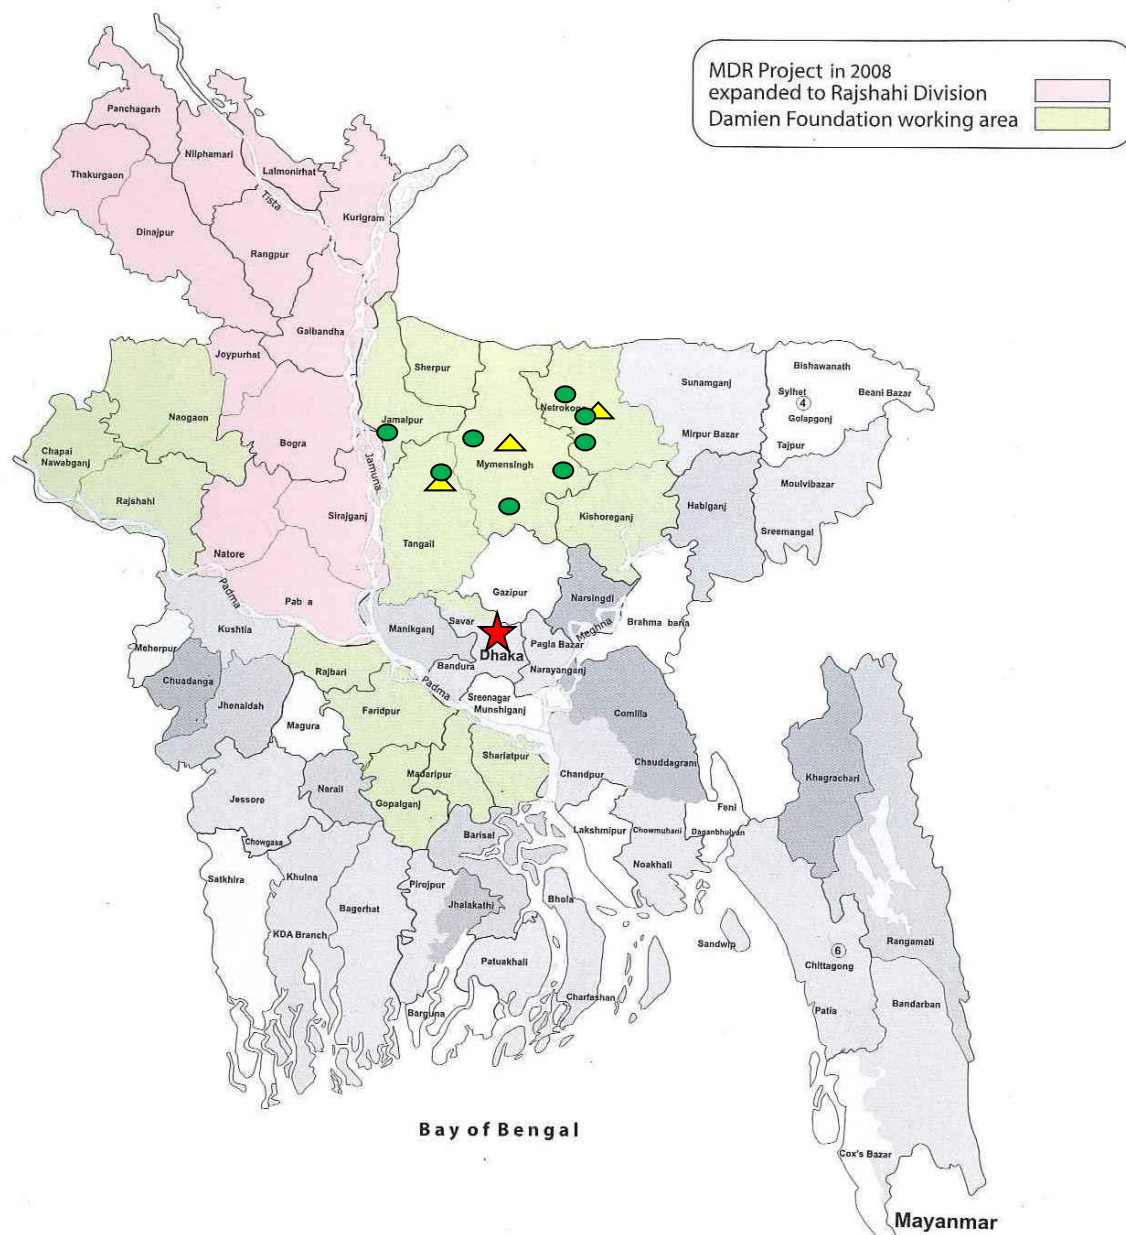 MDR Project in 2008
expanded to Rajshahi Division
Damien Foundation working area
Panchagarh
Nilphamari
Thakurgaon
Lalmonirhat
Tista
Kurigram
Dinajpur
Rangpur
Gaibandha
Joypurhat
Sherpur
Bishawanath
Sunamganj
Sylhet
Beani Bazar
4
Golapgonj
Naogaon
Jamalpur
Mirpur Bazar
Tajpur
Bogra
Chapai
Nawabganj
Jamuna
Mymensingh
Moulvibazar
Rajshahi
Sirajganj
Kishoreganj
Habiganj
Sreemangal
Tangail
Natore
Padma
Pab a
Gazipur
Narsingdi
Kushtia
Manikganj
Savar
Meghna
Brahma baria
Meherpur
Pagla Bazar
Dhaka
Bandura
Narayanganj
Rajbari
Chuadanga
Padma
Sreenagar
Munshiganj
Jhenaidah
Faridpur
Comilla
Magura
Shariatpur
Chauddagram
Chandpur
Madaripur
Khagrachari
Narail
Jessore
Gopalganj
Feni
Barisal
Lakshmipur
Chowmuhani
Daganbhuiyan
Chowgasa
Noakhali
Satkhira
Khulna
Pirojpur
Bhola
Jhalakathi
Bagerhat
KDA Branch
Rangamati
Sandwip
6
Patuakhali
Chittagong
Charfashan
Bandarban
Patia
Barguna
Bay of Bengal
Cox's Bazar
Mayanmar